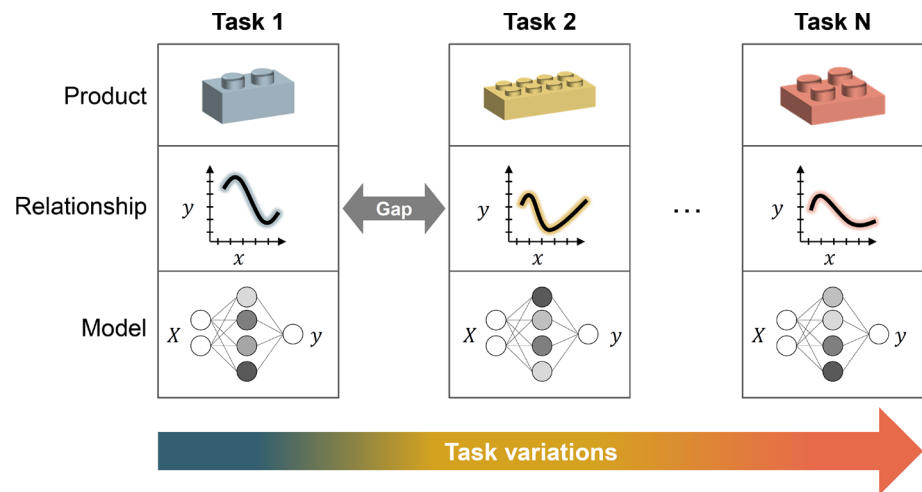 Task 1 Task 2 Task N
Product
Relationship
y
x
Gap
y
x
...
y
x
Model
X
y
X
y
X
y
Task variations